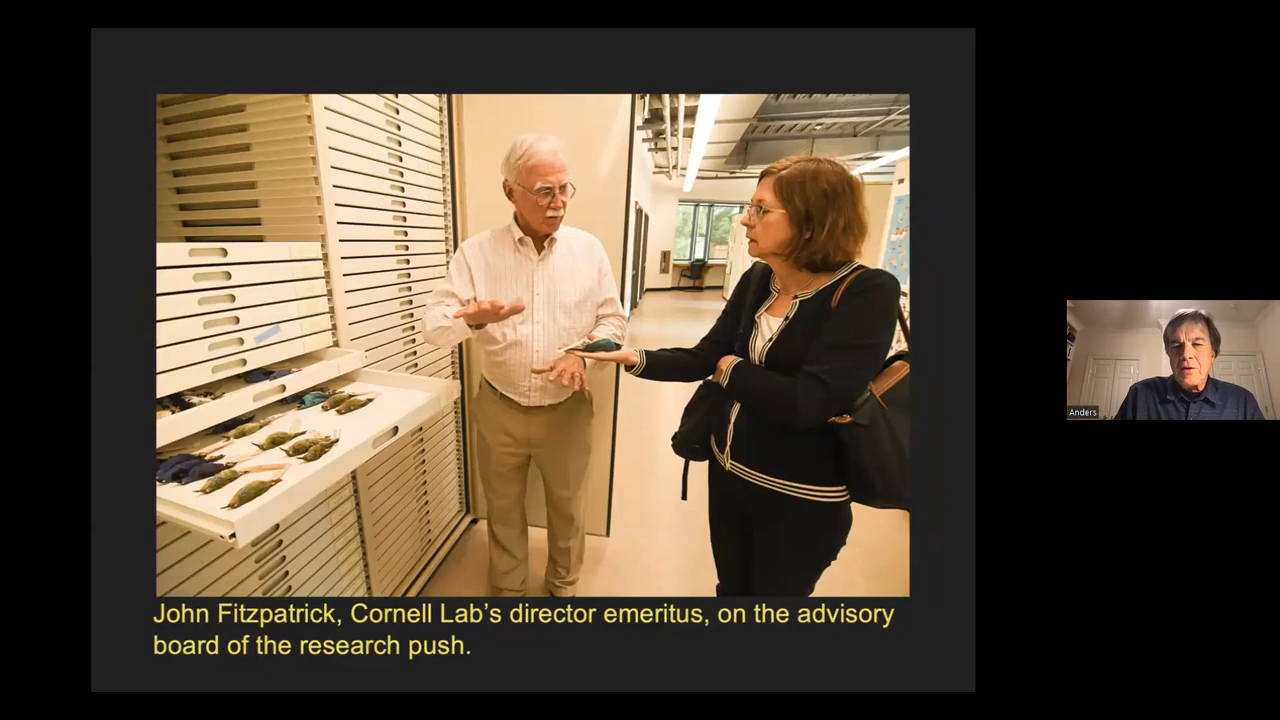 John Fitzpatrick, Cornell Lab’s director emeritus, on the advisory
board of the research push.
Anders